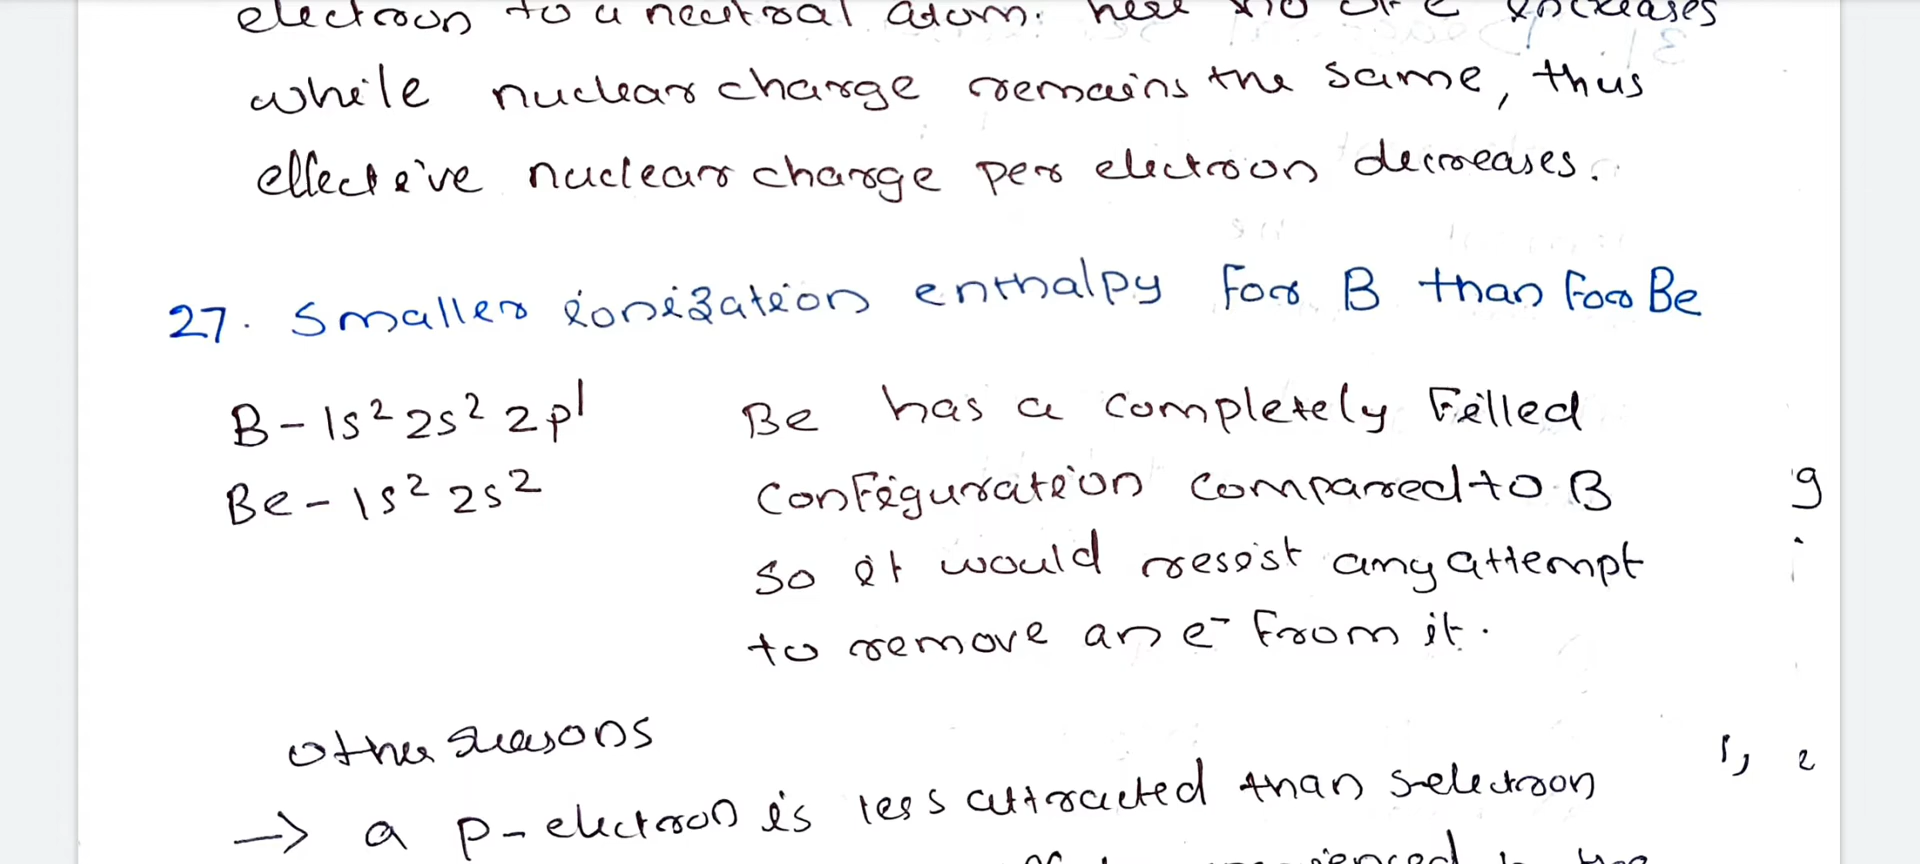 electron to a neutral atom. here no of e⁻ increases
while nuclear charge remains the same, thus
effective nuclear charge per electron decreases.
27. Smaller ionization enthalpy for B than for Be
B - 1s² 2s² 2p¹
Be - 1s² 2s²
Be has a completely filled
configuration compared to B
so it would resist any attempt
to remove an e⁻ from it.
other reasons
→ a p-electron is less attracted than s-electron